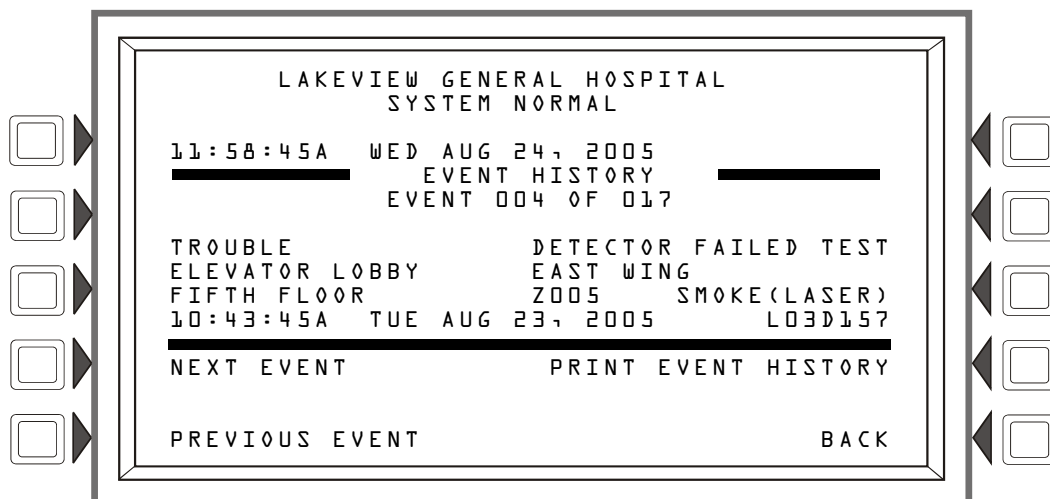 LAKEVIEW GENERAL HOSPITAL
SYSTEM NORMAL
11:58:45A WED AUG 24, 2005
EVENT HISTORY
EVENT 004 OF 017
TROUBLE DETECTOR FAILED TEST
ELEVATOR LOBBY EAST WING
FIFTH FLOOR Z005 SMOKE(LASER)
10:43:45A TUE AUG 23, 2005 L03D157
NEXT EVENT PRINT EVENT HISTORY
PREVIOUS EVENT BACK